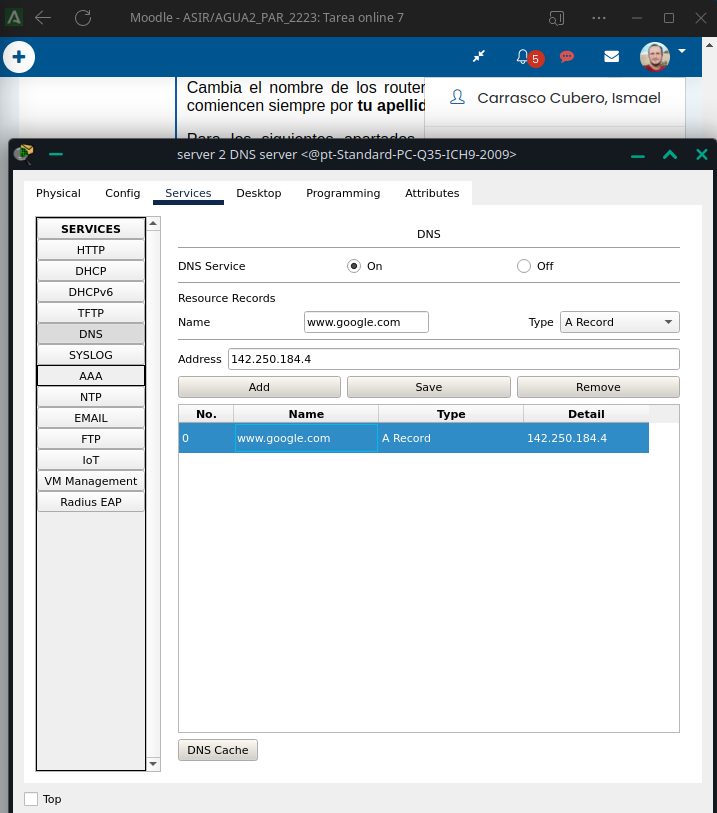 Moodle - ASIR/AGUA2_PAR_2223: Tarea online 7
5
Cambia el nombre de los router
comiencen siempre por tu apellid
Carrasco Cubero, Ismael
Para los siguientes apartados
server 2 DNS server <@pt-Standard-PC-Q35-ICH9-2009>
Physical Config Services Desktop Programming Attributes
SERVICES
HTTP
DHCP
DHCPv6
TFTP
DNS
SYSLOG
AAA
NTP
EMAIL
FTP
IoT
VM Management
Radius EAP
DNS
DNS Service On Off
Resource Records
Name www.google.com Type A Record
Address 142.250.184.4
Add Save Remove
No. Name Type Detail
0 www.google.com A Record 142.250.184.4
DNS Cache
Top